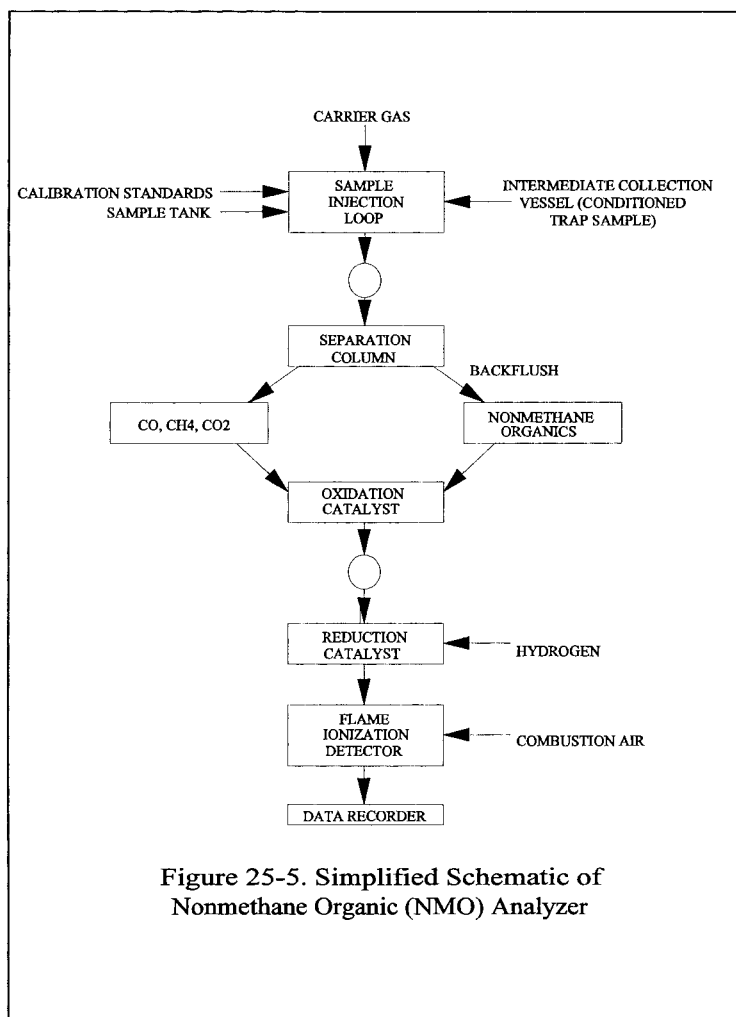 CARRIER GAS
CALIBRATION STANDARDS
SAMPLE TANK
SAMPLE
INJECTION
LOOP
INTERMEDIATE COLLECTION
VESSEL (CONDITIONED
TRAP SAMPLE)
SEPARATION
COLUMN
BACKFLUSH
CO, CH4, CO2
NONMETHANE
ORGANICS
OXIDATION
CATALYST
REDUCTION
CATALYST
HYDROGEN
FLAME
IONIZATION
DETECTOR
COMBUSTION AIR
DATA RECORDER
Figure 25-5. Simplified Schematic of
Nonmethane Organic (NMO) Analyzer